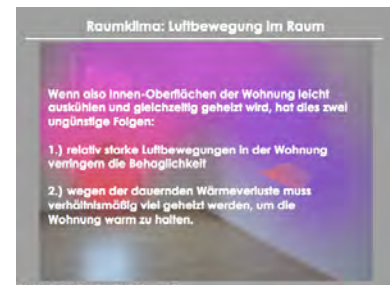 Raumklima: Luftbewegung im Raum
Wenn also Innen-Oberflächen der Wohnung leicht
auskühlen und gleichzeitig geheizt wird, hat dies zwei
ungünstige Folgen:
1.) relativ starke Luftbewegungen in der Wohnung
verringern die Behaglichkeit
2.) wegen der dauernden Wärmeverluste muss
verhältnismäßig viel geheizt werden, um die
Wohnung warm zu halten.